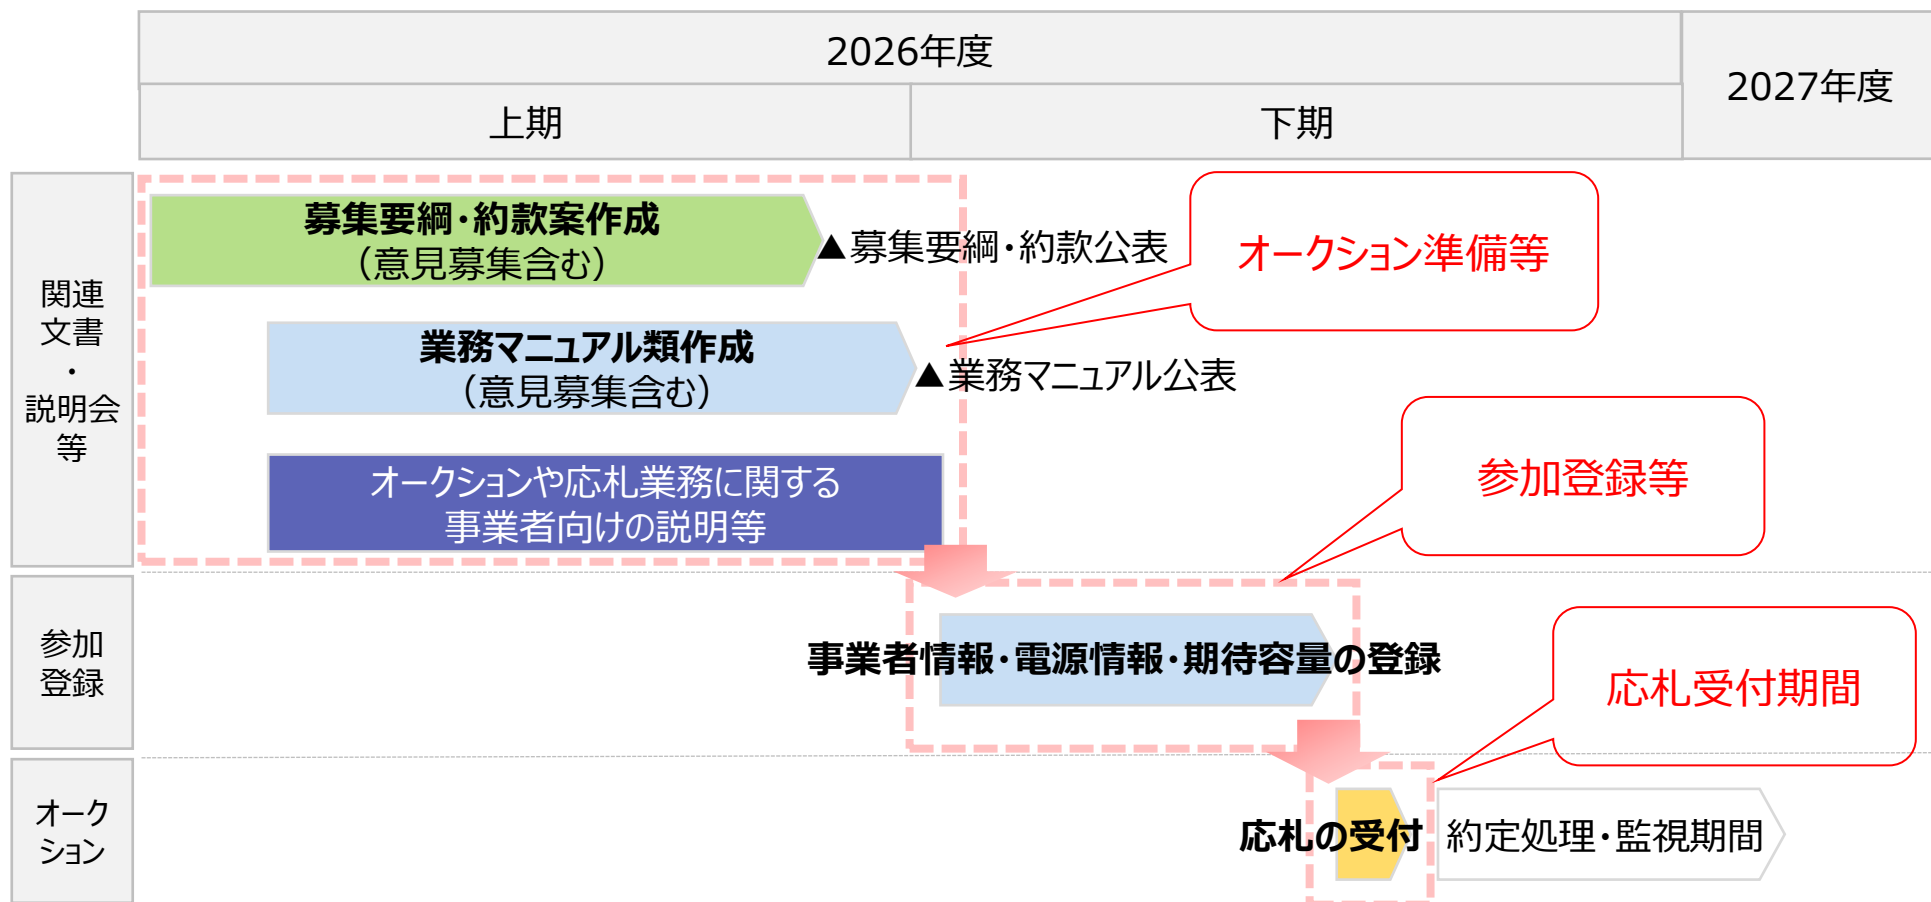 2026年度
2027年度
上期
下期
関連
文書
・
説明会
等
募集要綱・約款案作成
（意見募集含む）
▲募集要綱・約款公表
オークション準備等
業務マニュアル類作成
（意見募集含む）
▲業務マニュアル公表
オークションや応札業務に関する
事業者向けの説明等
参加登録等
参加
登録
事業者情報・電源情報・期待容量の登録
応札受付期間
オーク
ション
応札の受付
約定処理・監視期間